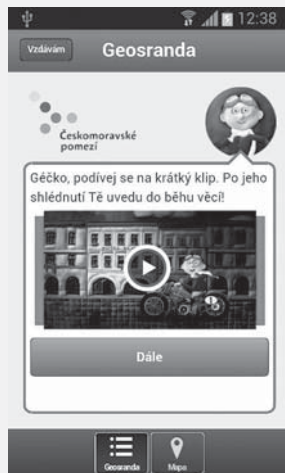 12:38
Vzdávám
Geosranda
Českomoravské
pomezí
Géčko, podívej se na krátký klip. Po jeho
shlédnutí Tě uvedu do běhu věcí!
Dále
Geosranda
Mapa